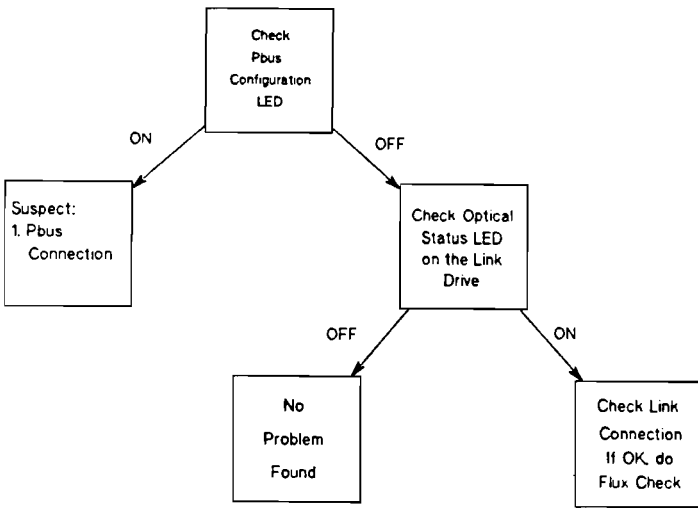 Check
Pbus
Configuration
LED
ON
OFF
Suspect:
1. Pbus
Connection
Check Optical
Status LED
on the Link
Drive
OFF
ON
No
Problem
Found
Check Link
Connection
If OK, do
Flux Check